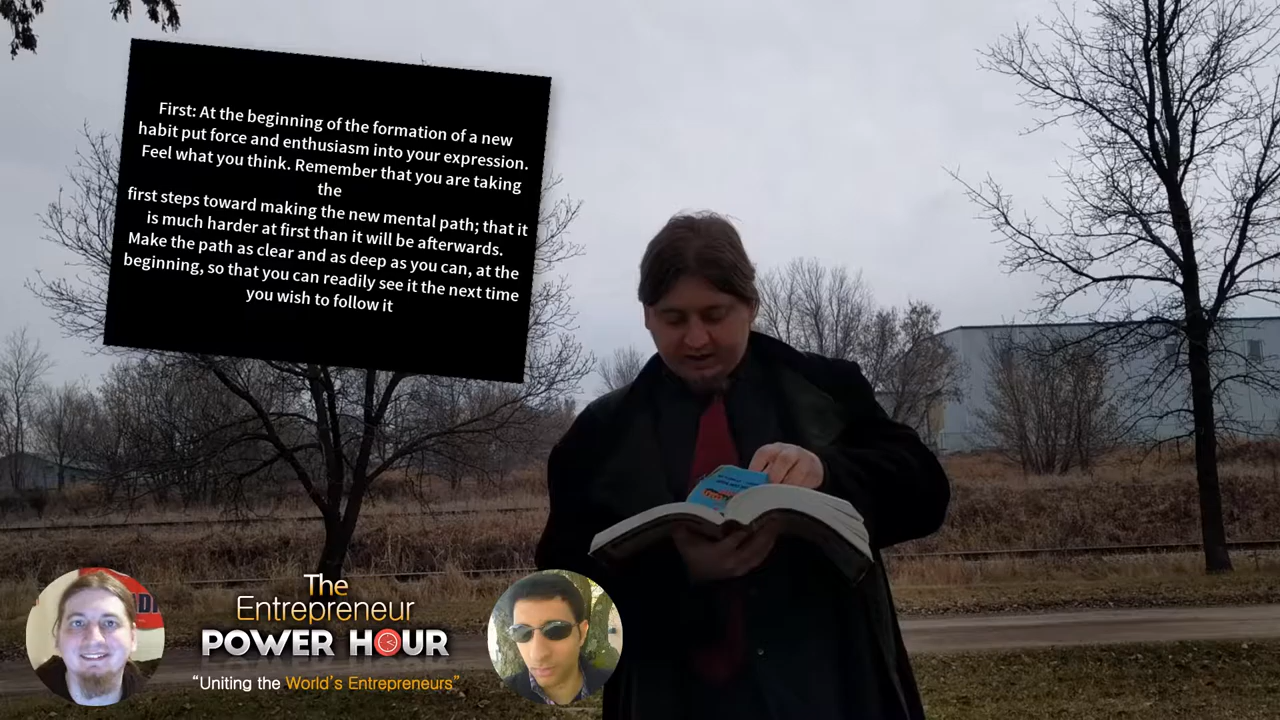 First: At the beginning of the formation of a new
habit put force and enthusiasm into your expression.
Feel what you think. Remember that you are taking
the
first steps toward making the new mental path; that it
is much harder at first than it will be afterwards.
Make the path as clear and as deep as you can, at the
beginning, so that you can readily see it the next time
you wish to follow it
The
Entrepreneur
POWER HOUR
“Uniting the World's Entrepreneurs”